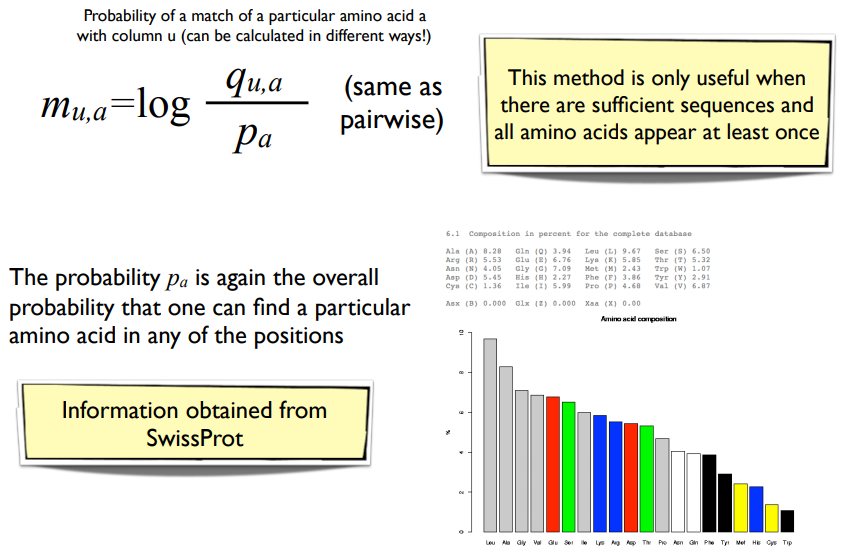 Probability of a match of a particular amino acid a
with column u (can be calculated in different ways!)
m_{u,a}=log q_{u,a} / p_a
(same as
pairwise)
This method is only useful when
there are sufficient sequences and
all amino acids appear at least once
The probability p_a is again the overall
probability that one can find a particular
amino acid in any of the positions
Information obtained from
SwissProt
6.1 Composition in percent for the complete database
Ala (A) 8.28 Gln (Q) 3.94 Leu (L) 9.67 Ser (S) 6.50
Arg (R) 5.53 Glu (E) 6.76 Lys (K) 5.85 Thr (T) 5.32
Asn (N) 4.05 Gly (G) 7.09 Met (M) 2.43 Trp (W) 1.07
Asp (D) 5.45 His (H) 2.27 Phe (F) 3.86 Tyr (Y) 2.91
Cys (C) 1.36 Ile (I) 5.99 Pro (P) 4.68 Val (V) 6.87
Asx (B) 0.000 Glx (Z) 0.000 Xaa (X) 0.00
Amino acid composition
10
8
6
%
4
2
0
Leu Ala Gly Val Glu Ser Ile Lys Arg Asp Thr Pro Asn Gln Phe Tyr Met His Cys Trp